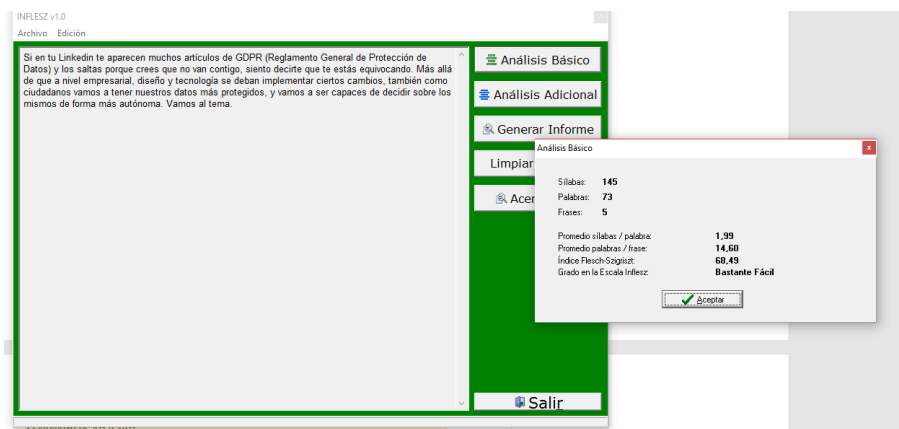 INFLESZ v1.0
Archivo Edición
Si en tu Linkedin te aparecen muchos artículos de GDPR (Reglamento General de Protección de
Datos) y los saltas porque crees que no van contigo, siento decirte que te estás equivocando. Más allá
de que a nivel empresarial, diseño y tecnología se deban implementar ciertos cambios, también como
ciudadanos vamos a tener nuestros datos más protegidos, y vamos a ser capaces de decidir sobre los
mismos de forma más autónoma. Vamos al tema.
Análisis Básico
Análisis Adicional
Generar Informe
Limpiar
Acer
Salir
Análisis Básico
Sílabas: 145
Palabras: 73
Frases: 5
Promedio sílabas / palabra: 1,99
Promedio palabras / frase: 14,60
Índice Flesch-Szigriszt: 68,49
Grado en la Escala Inflesz: Bastante Fácil
Aceptar